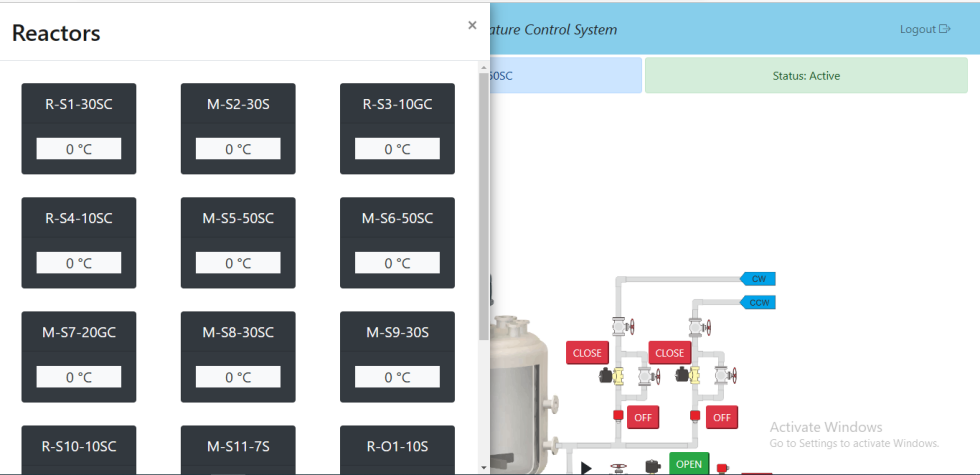 Reactors
×
ature Control System
Logout
50SC
Status: Active
R-S1-30SC
M-S2-30S
R-S3-10GC
0 °C
0 °C
0 °C
R-S4-10SC
M-S5-50SC
M-S6-50SC
0 °C
0 °C
0 °C
M-S7-20GC
M-S8-30SC
M-S9-30S
0 °C
0 °C
0 °C
R-S10-10SC
M-S11-7S
R-O1-10S
CW
CCW
CLOSE
CLOSE
OFF
OFF
OPEN
Activate Windows
Go to Settings to activate Windows.